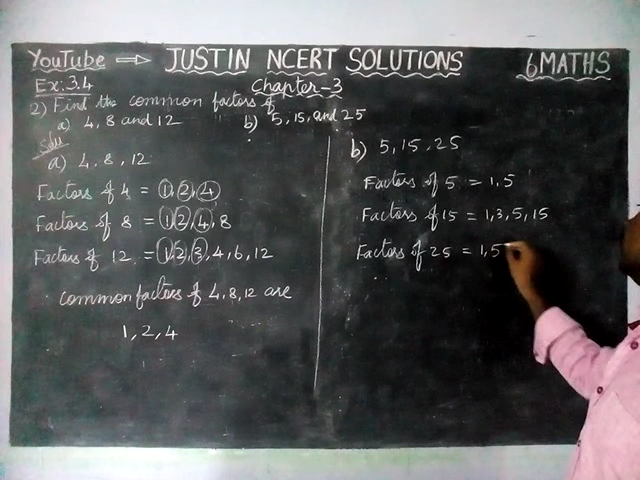 YouTube ⇒ JUSTIN NCERT SOLUTIONS 6 MATHS
Ex:3.4 Chapter-3
2) Find the common factors of
a) 4, 8 and 12 b) 5, 15, and 25
Solu
a) 4, 8, 12
Factors of 4 = 1, 2, 4
Factors of 8 = 1, 2, 4, 8
Factors of 12 = 1, 2, 3, 4, 6, 12
common factors of 4, 8, 12 are
1, 2, 4
b) 5, 15, 25
Factors of 5 = 1, 5
Factors of 15 = 1, 3, 5, 15
Factors of 25 = 1, 5